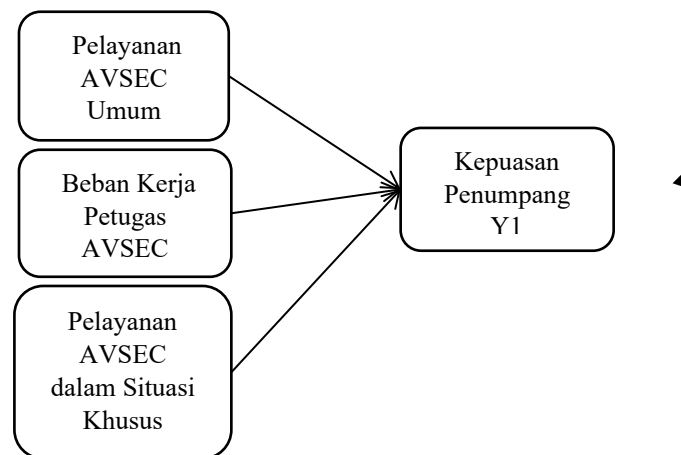 Pelayanan
AVSEC
Umum
Beban Kerja
Petugas
AVSEC
Pelayanan
AVSEC
dalam Situasi
Khusus
Kepuasan
Penumpang
Y1